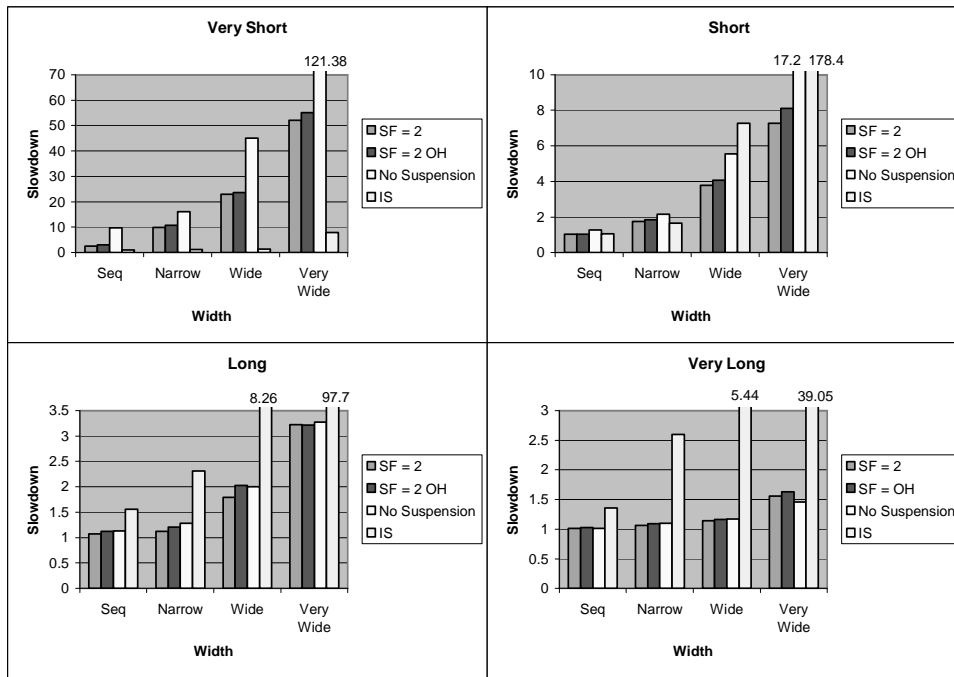 Very Short
121.38
70
60
50
40
30
20
10
0
Slowdown
Seq Narrow Wide Very Wide
Width
SF = 2
SF = 2 OH
No Suspension
IS
Short
17.2 178.4
10
8
6
4
2
0
Slowdown
Seq Narrow Wide Very Wide
Width
SF = 2
SF = 2 OH
No Suspension
IS
Long
8.26 97.7
3.5
3
2.5
2
1.5
1
0.5
0
Slowdown
Seq Narrow Wide Very Wide
Width
SF = 2
SF = 2 OH
No Suspension
IS
Very Long
5.44 39.05
3
2.5
2
1.5
1
0.5
0
Slowdown
Seq Narrow Wide Very Wide
Width
SF = 2
SF = OH
No Suspension
IS